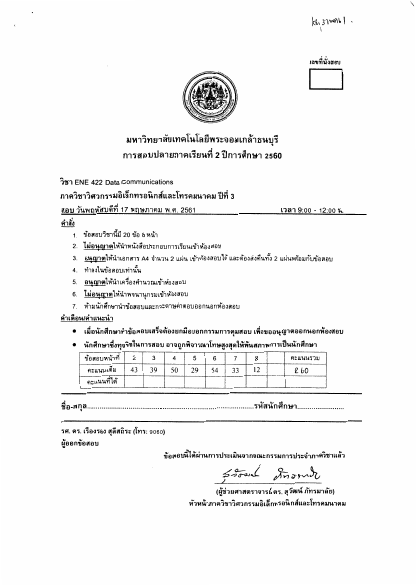 เลขที่นั่งสอบ
มหาวิทยาลัยเทคโนโลยีพระจอมเกล้าธนบุรี
การสอบปลายภาคเรียนที่ 2 ปีการศึกษา 2560
วิชา ENE 422 Data Communications
ภาควิชาวิศวกรรมอิเล็กทรอนิกส์และโทรคมนาคม ปีที่ 3
สอบ วันพฤหัสบดีที่ 17 พฤษภาคม พ.ศ. 2561 เวลา 9:00 - 12:00 น.
คำสั่ง
1. ข้อสอบวิชานี้มี 20 ข้อ 8 หน้า
2. ไม่อนุญาตให้นำหนังสือประกอบการเรียนเข้าห้องสอบ
3. อนุญาตให้นำเอกสาร A4 จำนวน 2 แผ่น เข้าห้องสอบได้ และต้องส่งคืนทั้ง 2 แผ่นพร้อมกับข้อสอบ
4. ทำลงในข้อสอบเท่านั้น
5. อนุญาตให้นำเครื่องคำนวณเข้าห้องสอบ
6. ไม่อนุญาตให้นำพจนานุกรมเข้าห้องสอบ
7. ห้ามนักศึกษานำข้อสอบและกระดาษคำตอบออกนอกห้องสอบ
คำเตือน/คำแนะนำ
• เมื่อนักศึกษาทำข้อสอบเสร็จต้องยกมือบอกกรรมการคุมสอบ เพื่อขออนุญาตออกนอกห้องสอบ
• นักศึกษาซึ่งทุจริตในการสอบ อาจถูกพิจารณาโทษสูงสุดให้พ้นสภาพการเป็นนักศึกษา
ข้อสอบหน้าที่ 2 3 4 5 6 7 8 คะแนนรวม
คะแนนเต็ม 43 39 50 29 54 33 12 260
คะแนนที่ได้
ชื่อ-สกุล..........................................................รหัสนักศึกษา..................
รศ. ดร. เรืองรอง สุลีสถิระ (โทร: 9060)
ผู้ออกข้อสอบ
ข้อสอบนี้ได้ผ่านการประเมินจากคณะกรรมการประจำภาควิชาแล้ว
(ผู้ช่วยศาสตราจารย์ ดร. สุวัฒน์ ภัทรมาลัย)
หัวหน้าภาควิชาวิศวกรรมอิเล็กทรอนิกส์และโทรคมนาคม